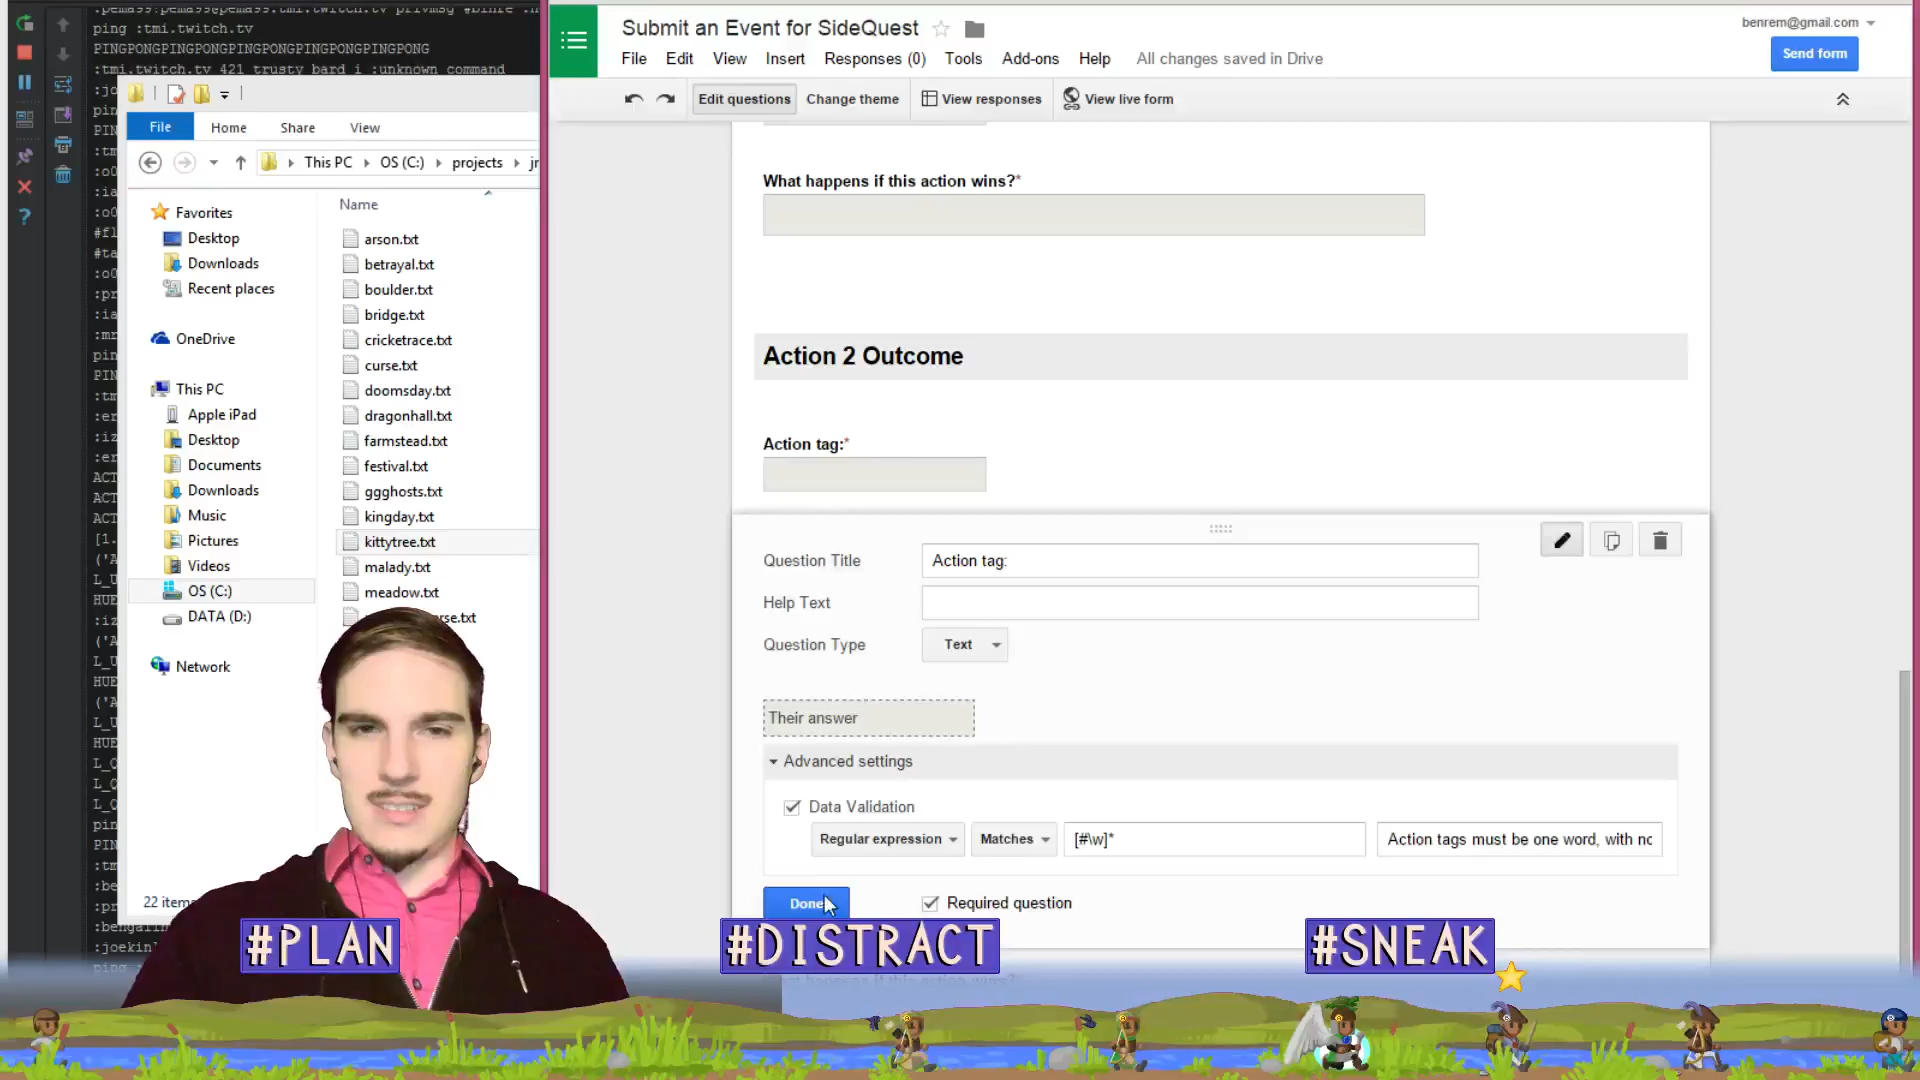 ping :tmi.twitch.tv
PINGPONGPINGPONGPINGPONGPINGPONG
:tmi.twitch.tv 421 trusty_bard i :unknown command
File
Home
Share
View
This PC
OS (C:)
projects
Favorites
Desktop
Downloads
Recent places
OneDrive
This PC
Apple iPad
Desktop
Documents
Downloads
Music
Pictures
Videos
OS (C:)
DATA (D:)
Network
Name
arson.txt
betrayal.txt
boulder.txt
bridge.txt
cricketrace.txt
curse.txt
doomsday.txt
dragonhall.txt
farmstead.txt
festival.txt
ggghosts.txt
kingday.txt
kittytree.txt
malady.txt
meadow.txt
Submit an Event for SideQuest
benrem@gmail.com
Send form
File Edit View Insert Responses (0) Tools Add-ons Help All changes saved in Drive
Edit questions
Change theme
View responses
View live form
What happens if this action wins?*
Action 2 Outcome
Action tag:*
Question Title
Action tag:
Help Text
Question Type
Text
Their answer
Advanced settings
Data Validation
Regular expression
Matches
[#\w]*
Action tags must be one word, with no
Done
Required question
#PLAN
#DISTRACT
#SNEAK